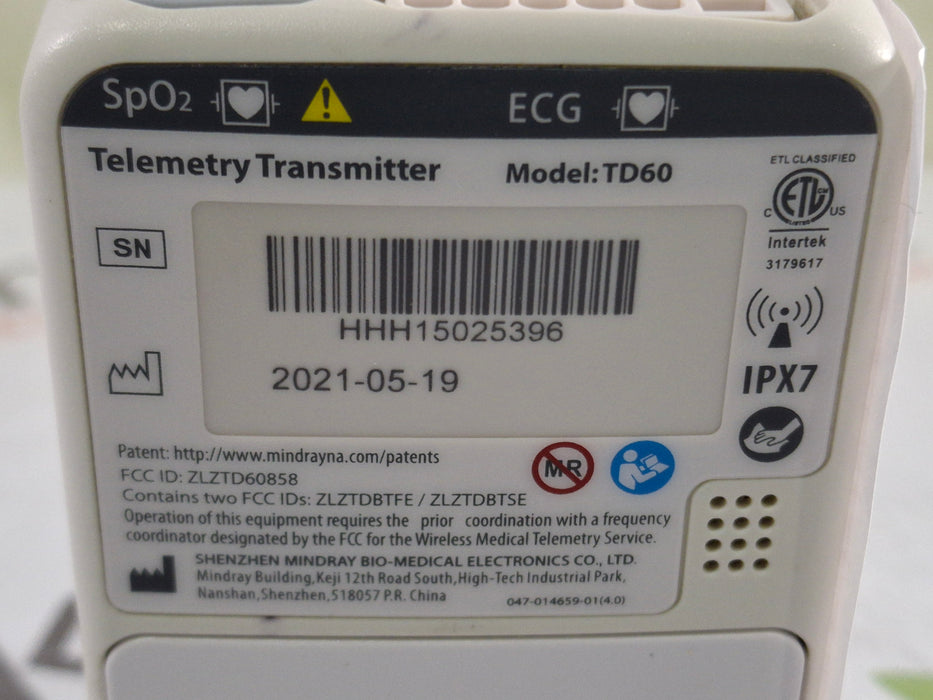 SpO2 ECG
Telemetry Transmitter Model: TD60
ETL CLASSIFIED
ETL CM
LISTED
C US
Intertek
3179617
SN
HHH15025396
2021-05-19
IPX7
Patent: http://www.mindrayna.com/patents
MR
FCC ID: ZLZTD60858
Contains two FCC IDs: ZLZTDBTFE / ZLZTDBTSE
Operation of this equipment requires the prior coordination with a frequency
coordinator designated by the FCC for the Wireless Medical Telemetry Service.
SHENZHEN MINDRAY BIO-MEDICAL ELECTRONICS CO., LTD.
Mindray Building,Keji 12th Road South,High-Tech Industrial Park,
Nanshan,Shenzhen,518057 P.R. China
047-014659-01(4.0)